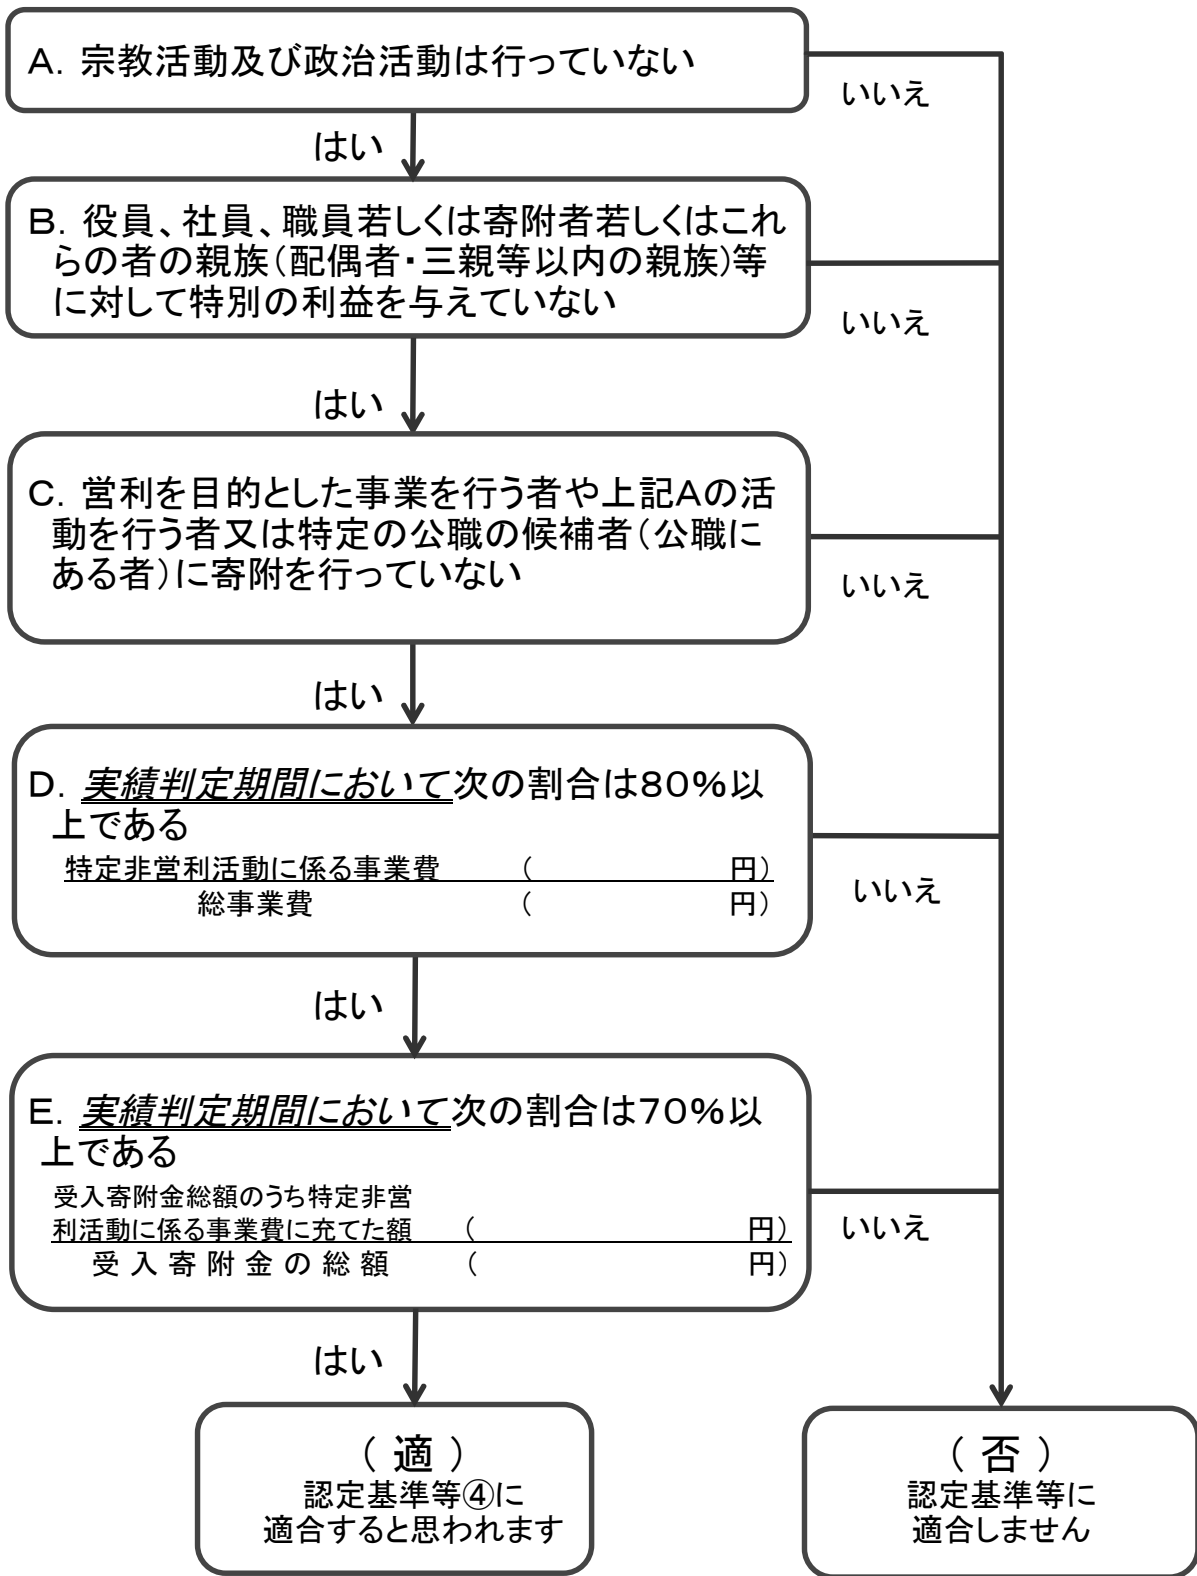 A．宗教活動及び政治活動は行っていない
いいえ
はい
B．役員、社員、職員若しくは寄附者若しくはこれ
らの者の親族（配偶者・三親等以内の親族）等
に対して特別の利益を与えていない
いいえ
はい
C．営利を目的とした事業を行う者や上記Aの活
動を行う者又は特定の公職の候補者（公職に
ある者）に寄附を行っていない
いいえ
はい
D．実績判定期間において次の割合は80％以
上である
特定非営利活動に係る事業費　（　円）
総事業費　（　円）
いいえ
はい
E．実績判定期間において次の割合は70％以
上である
受入寄附金総額のうち特定非営
利活動に係る事業費に充てた額　（　円）
受入寄附金の総額　（　円）
いいえ
はい
（適）
認定基準等④に
適合すると思われます
（否）
認定基準等に
適合しません